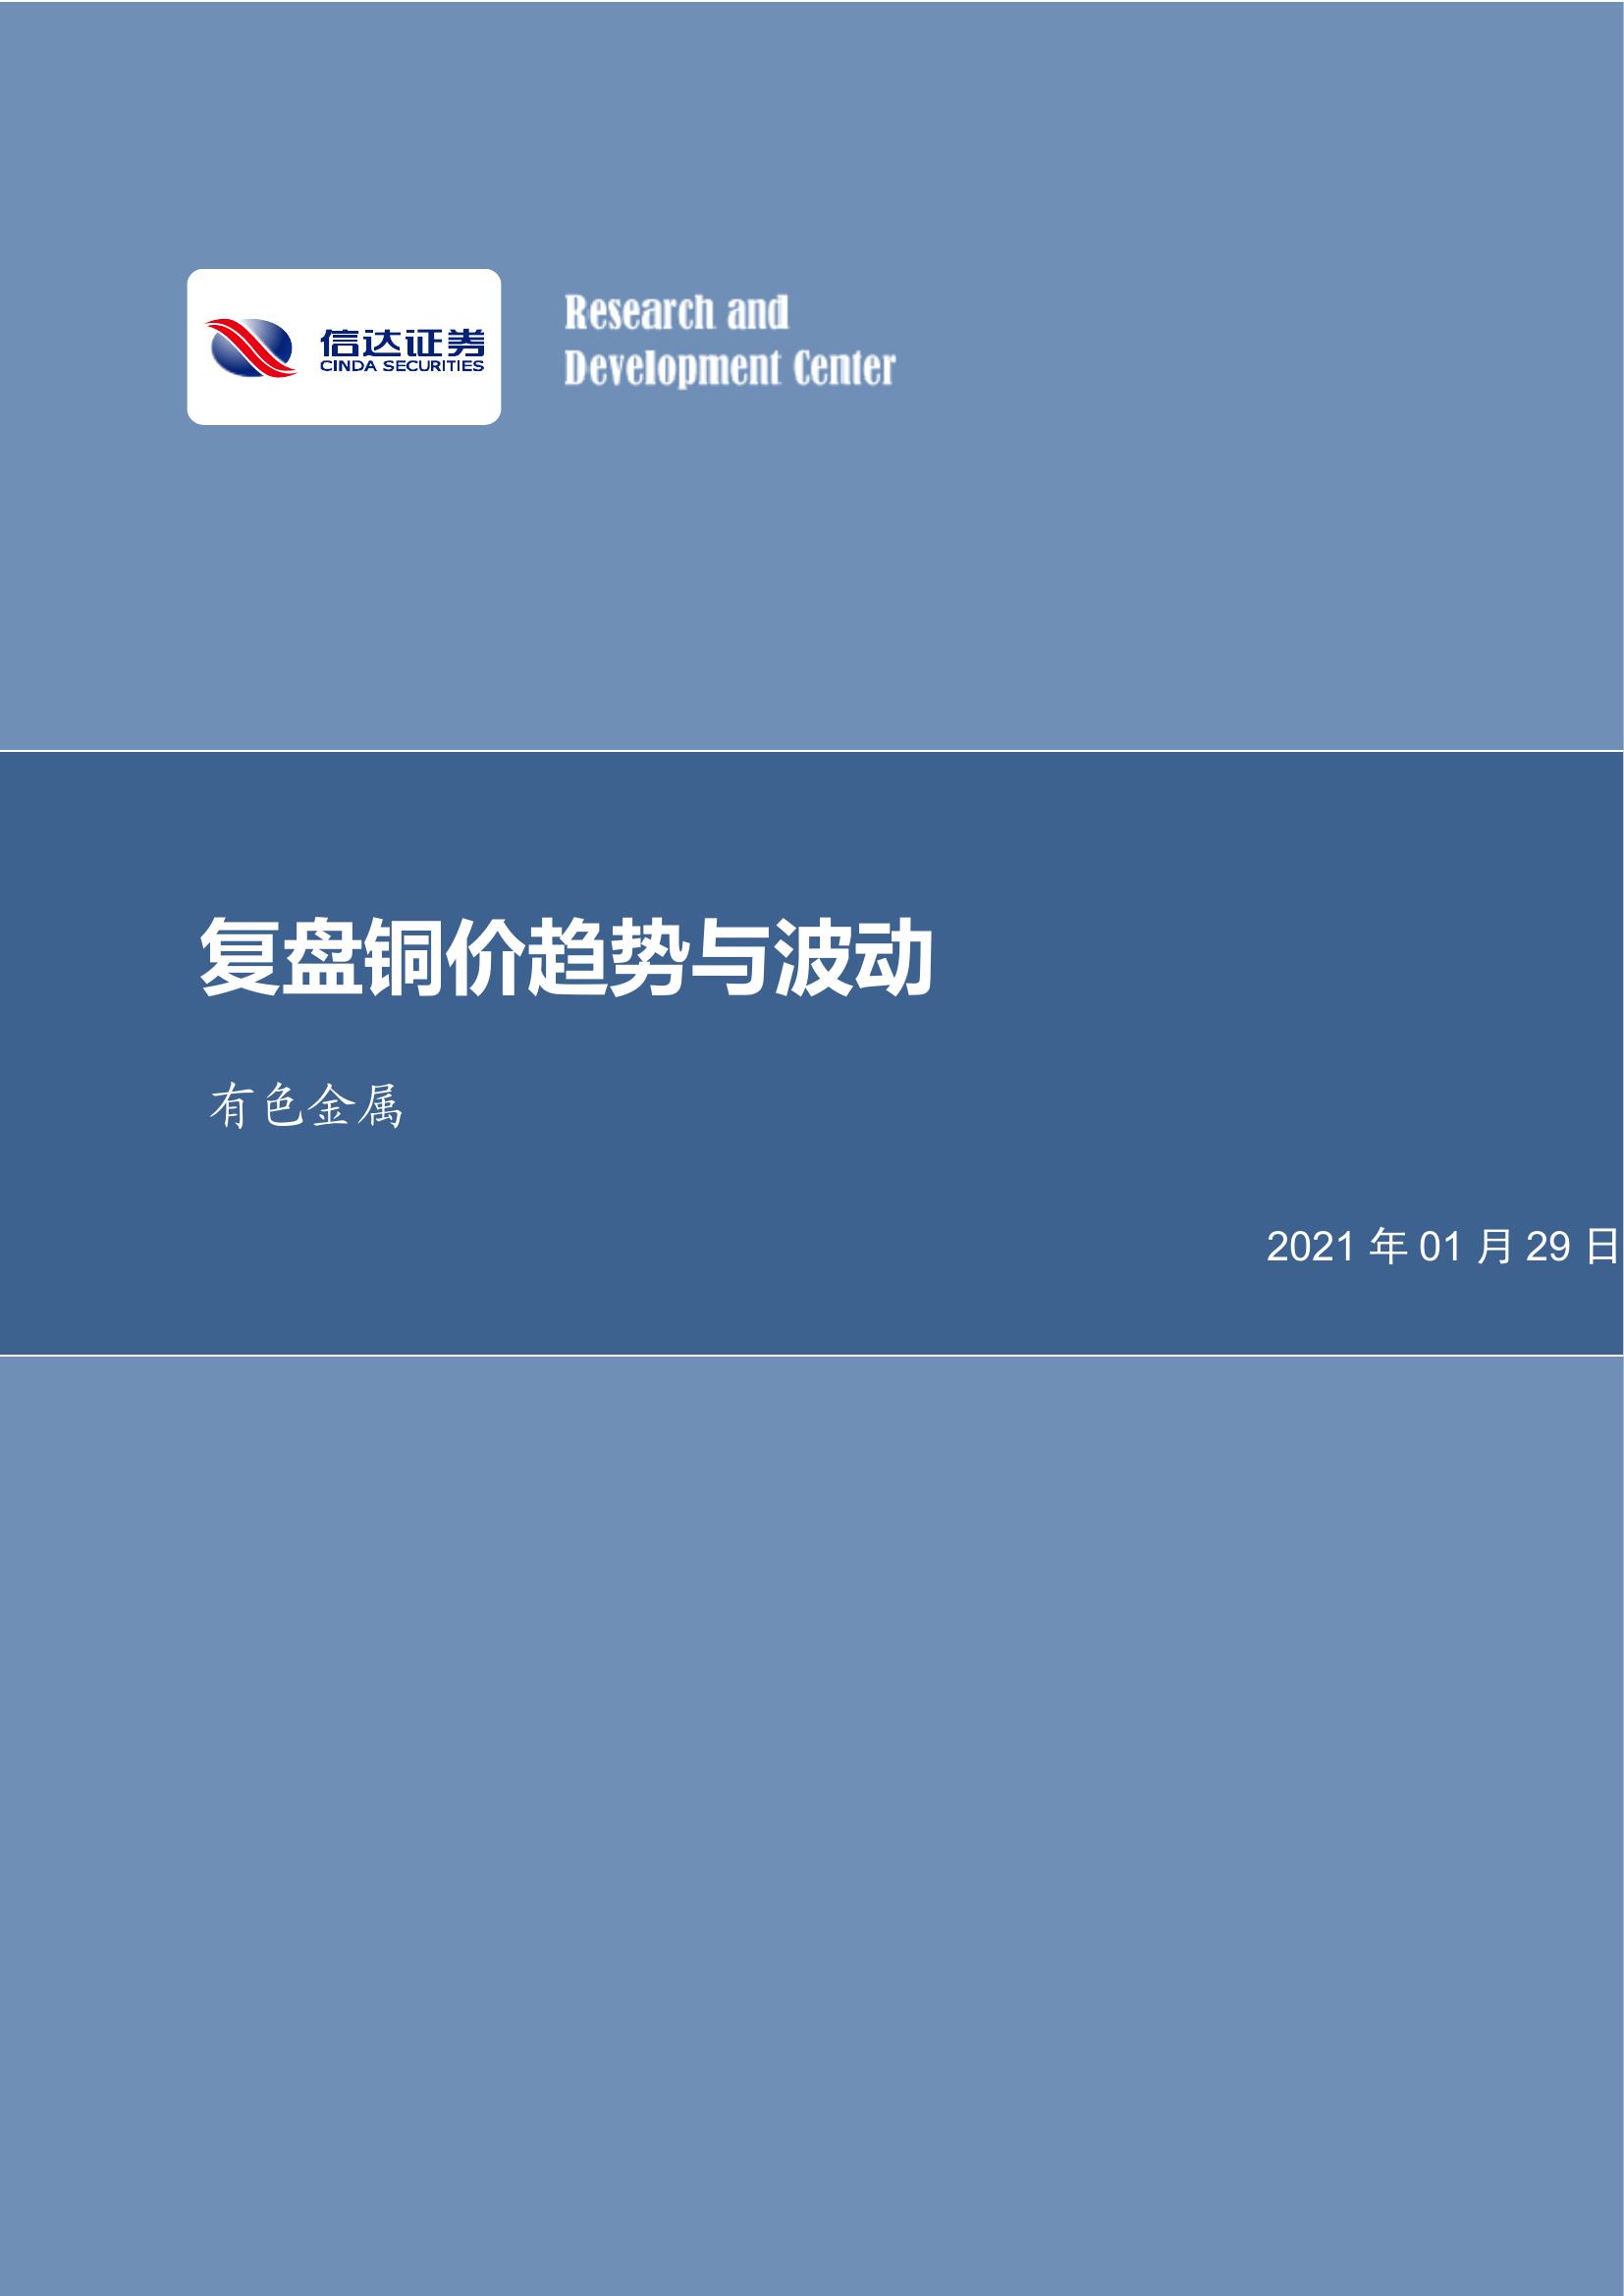 信达证券
CINDA SECURITIES
Research and
Development Center
复盘铜价趋势与波动
有色金属
2021 年 01 月 29 日